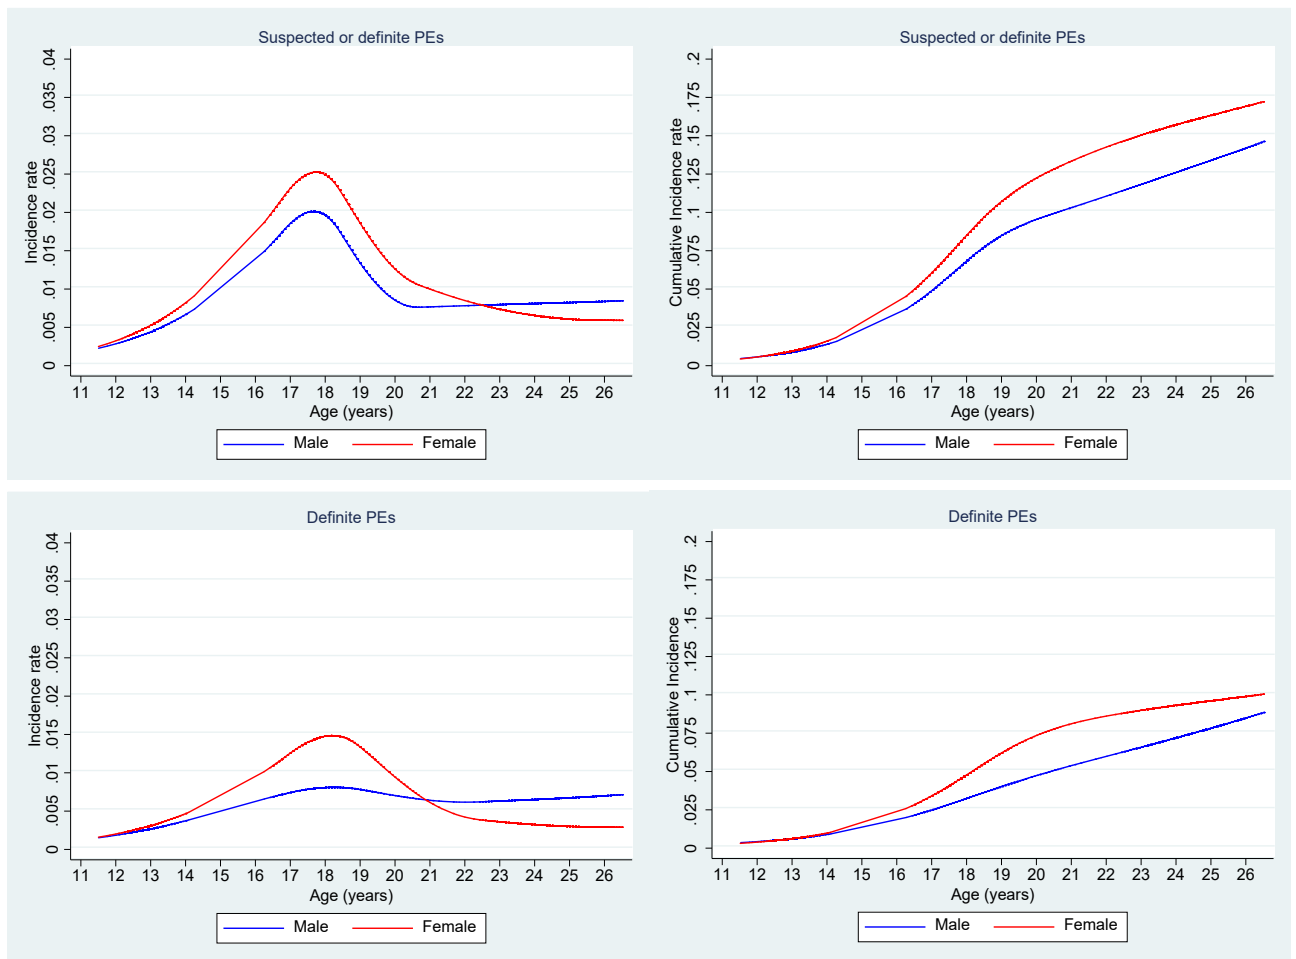 Suspected or definite PEs
Incidence rate
0 .005 .01 .015 .02 .025 .03 .035 .04
11 12 13 14 15 16 17 18 19 20 21 22 23 24 25 26
Age (years)
Male Female
Suspected or definite PEs
Cumulative Incidence rate
0 .025 .05 .075 .1 .125 .15 .175 .2
11 12 13 14 15 16 17 18 19 20 21 22 23 24 25 26
Age (years)
Male Female
Definite PEs
Incidence rate
0 .005 .01 .015 .02 .025 .03 .035 .04
11 12 13 14 15 16 17 18 19 20 21 22 23 24 25 26
Age (years)
Male Female
Definite PEs
Cumulative Incidence
0 .025 .05 .075 .1 .125 .15 .175 .2
11 12 13 14 15 16 17 18 19 20 21 22 23 24 25 26
Age (years)
Male Female